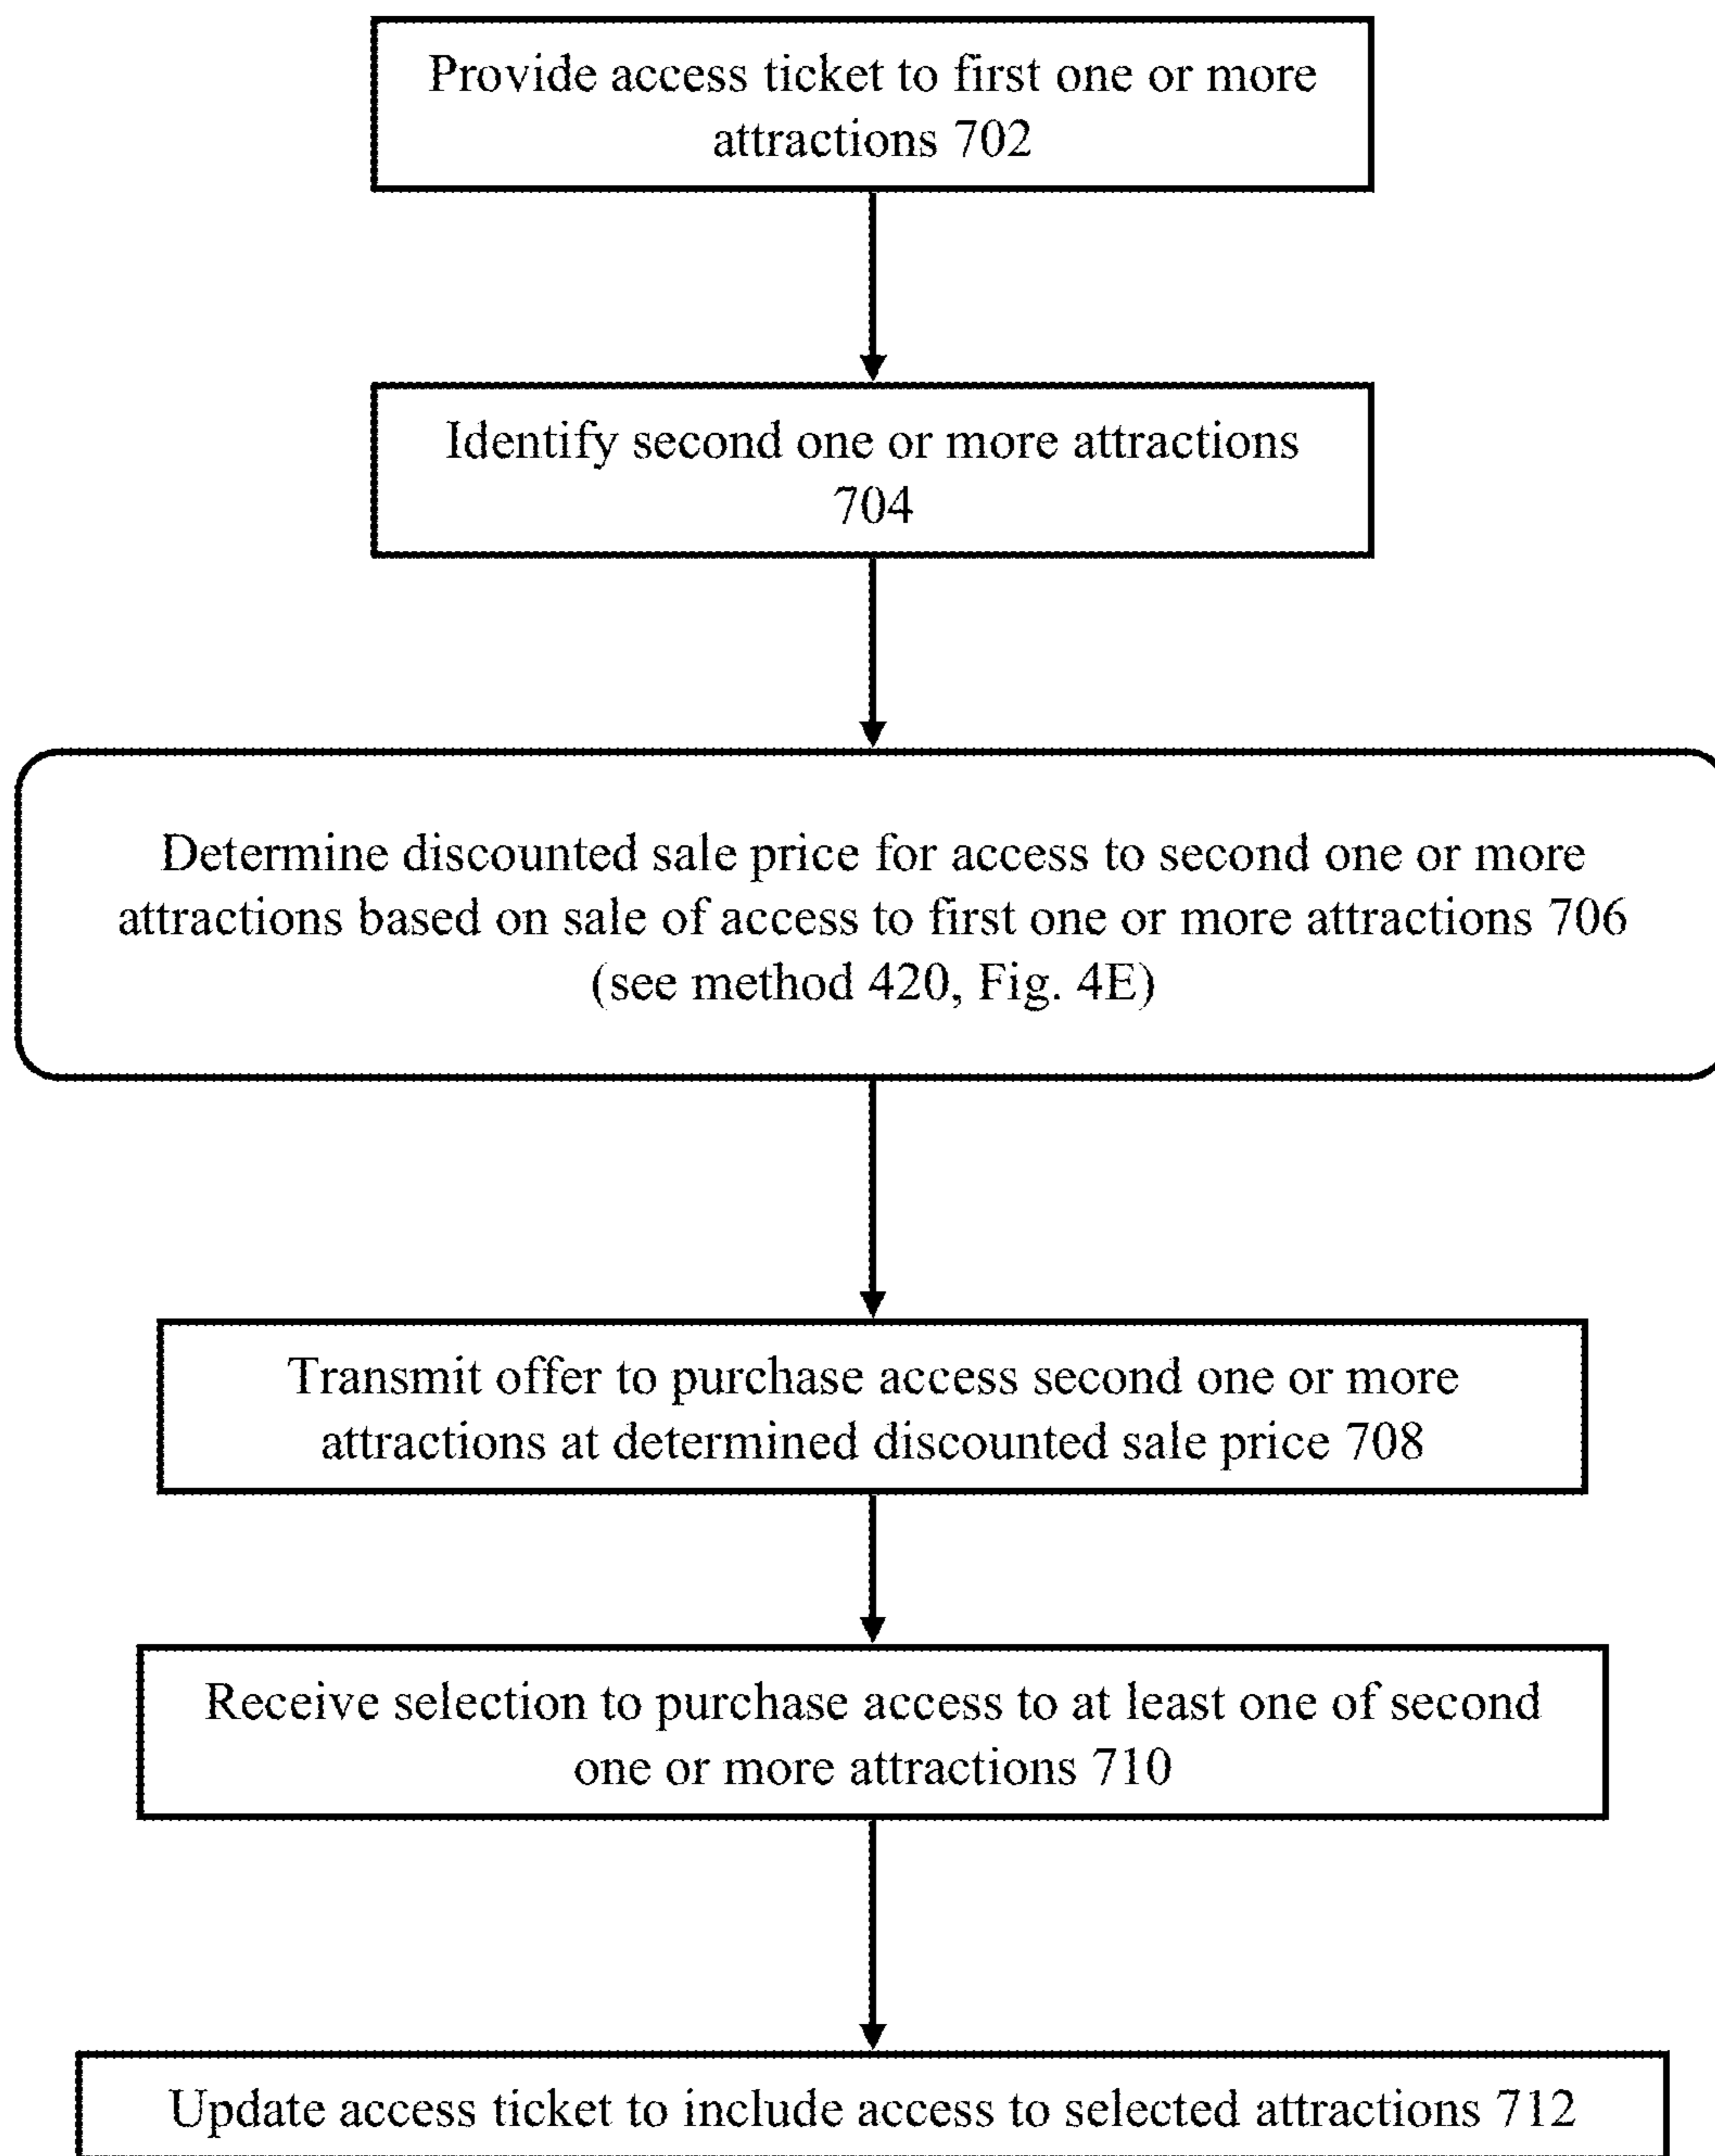 Provide access ticket to first one or more
attractions 702
Identify second one or more attractions
704
Determine discounted sale price for access to second one or more
attractions based on sale of access to first one or more attractions 706
(see method 420, Fig. 4E)
Transmit offer to purchase access second one or more
attractions at determined discounted sale price 708
Receive selection to purchase access to at least one of second
one or more attractions 710
Update access ticket to include access to selected attractions 712